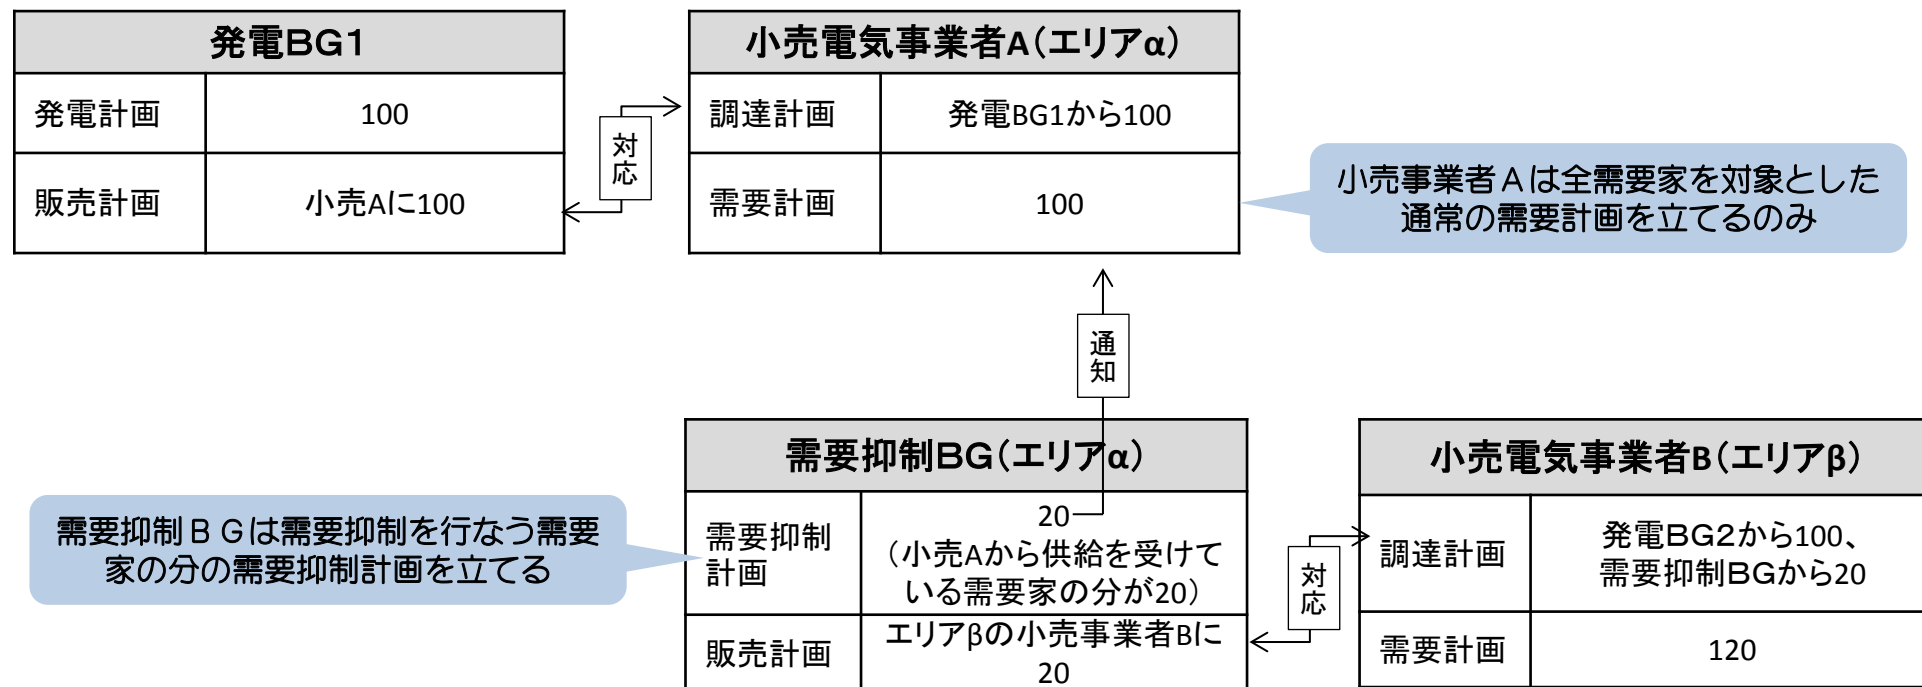 発電BG1
発電計画
100
販売計画
小売Aに100
対応
小売電気事業者A(エリアα)
調達計画
発電BG1から100
需要計画
100
小売事業者Aは全需要家を対象とした
通常の需要計画を立てるのみ
通知
需要抑制BGは需要抑制を行なう需要
家の分の需要抑制計画を立てる
需要抑制BG(エリアα)
需要抑制
計画
20
(小売Aから供給を受けて
いる需要家の分が20)
販売計画
エリアβの小売事業者Bに
20
対応
小売電気事業者B(エリアβ)
調達計画
発電BG2から100、
需要抑制BGから20
需要計画
120